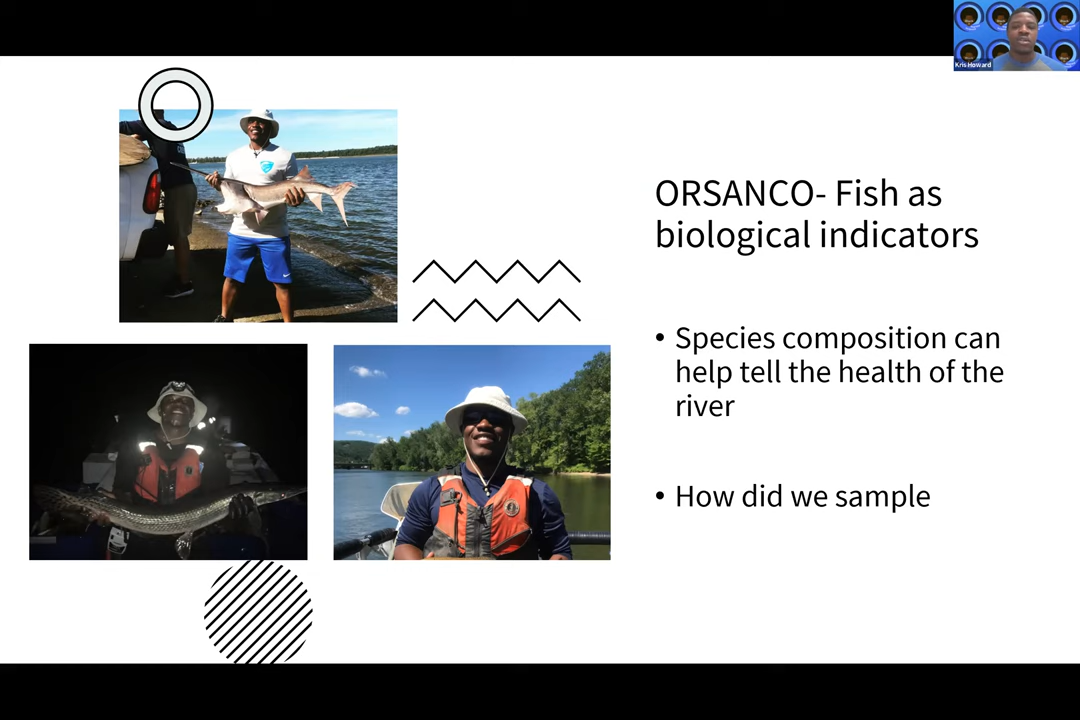 Kris Howard
ORSANCO- Fish as
biological indicators
• Species composition can
help tell the health of the
river
• How did we sample